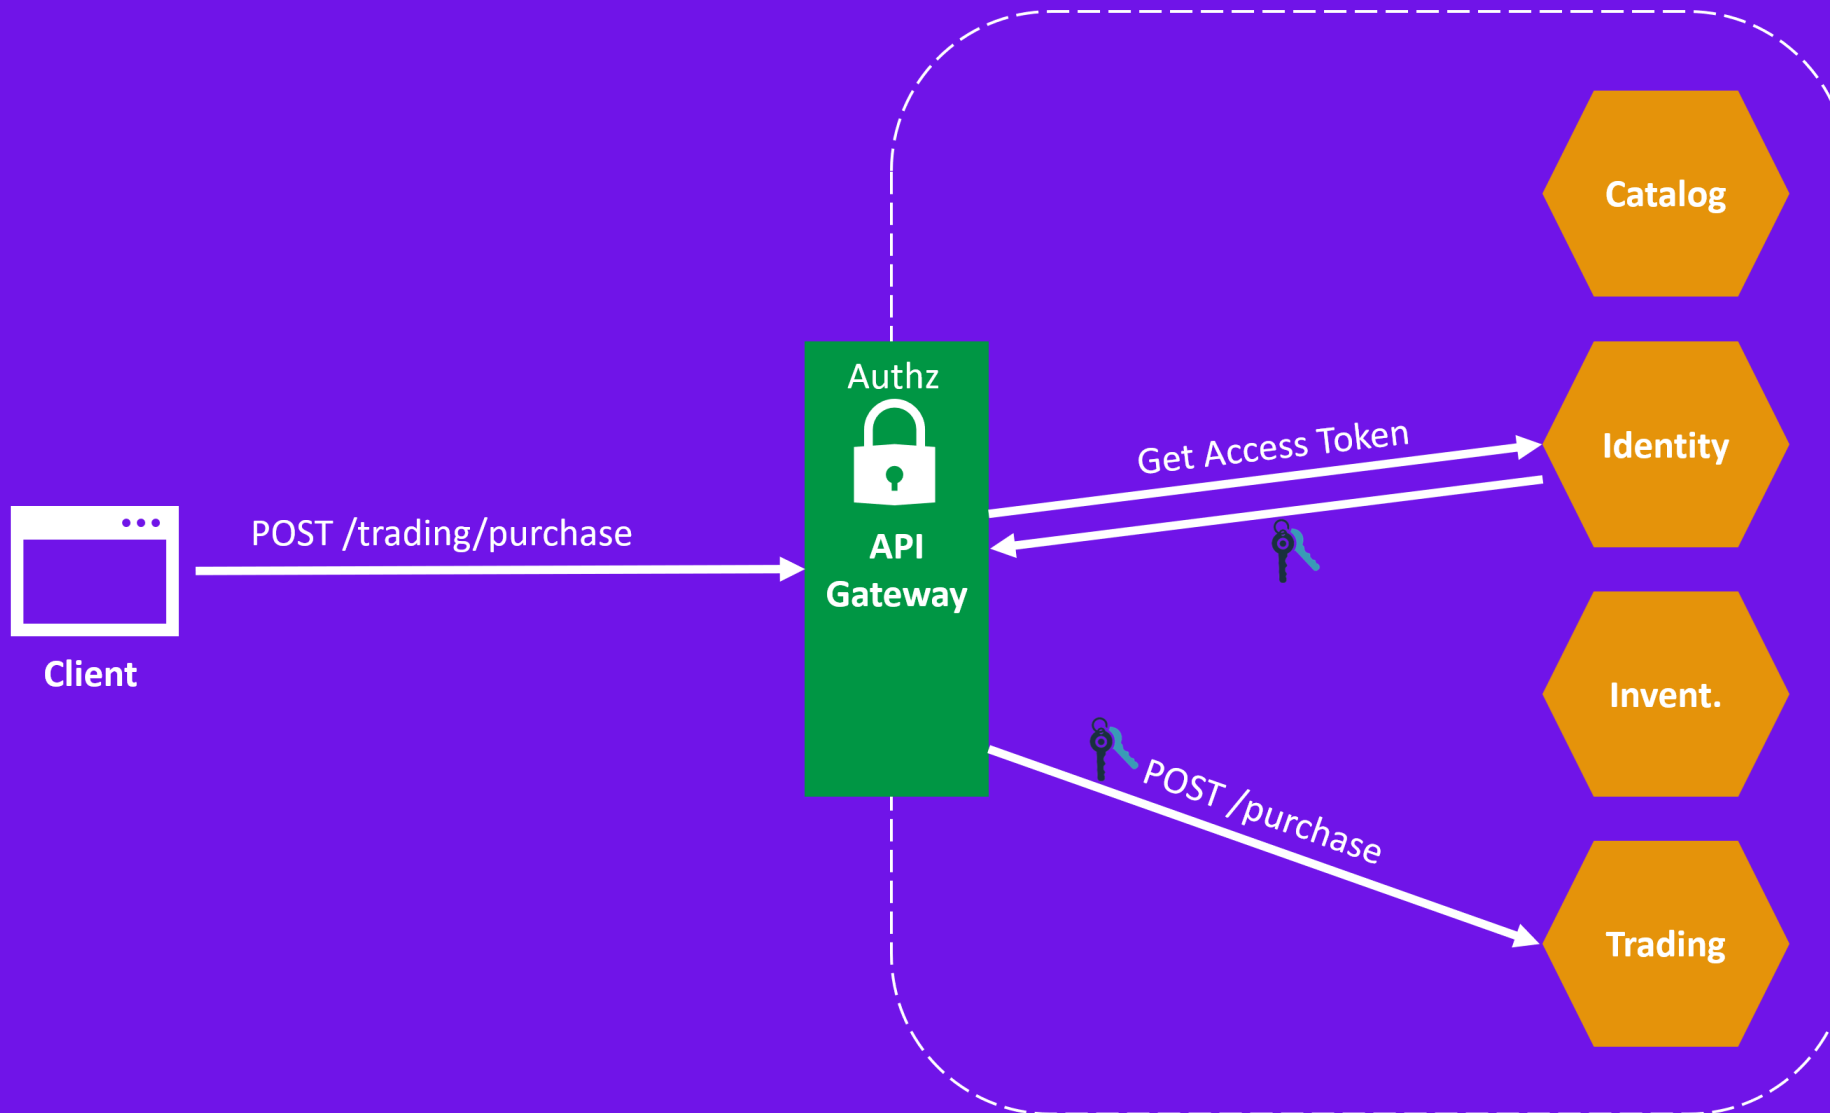 Catalog
Authz
Get Access Token
Identity
POST /trading/purchase
API
Gateway
Client
Invent.
POST /purchase
Trading